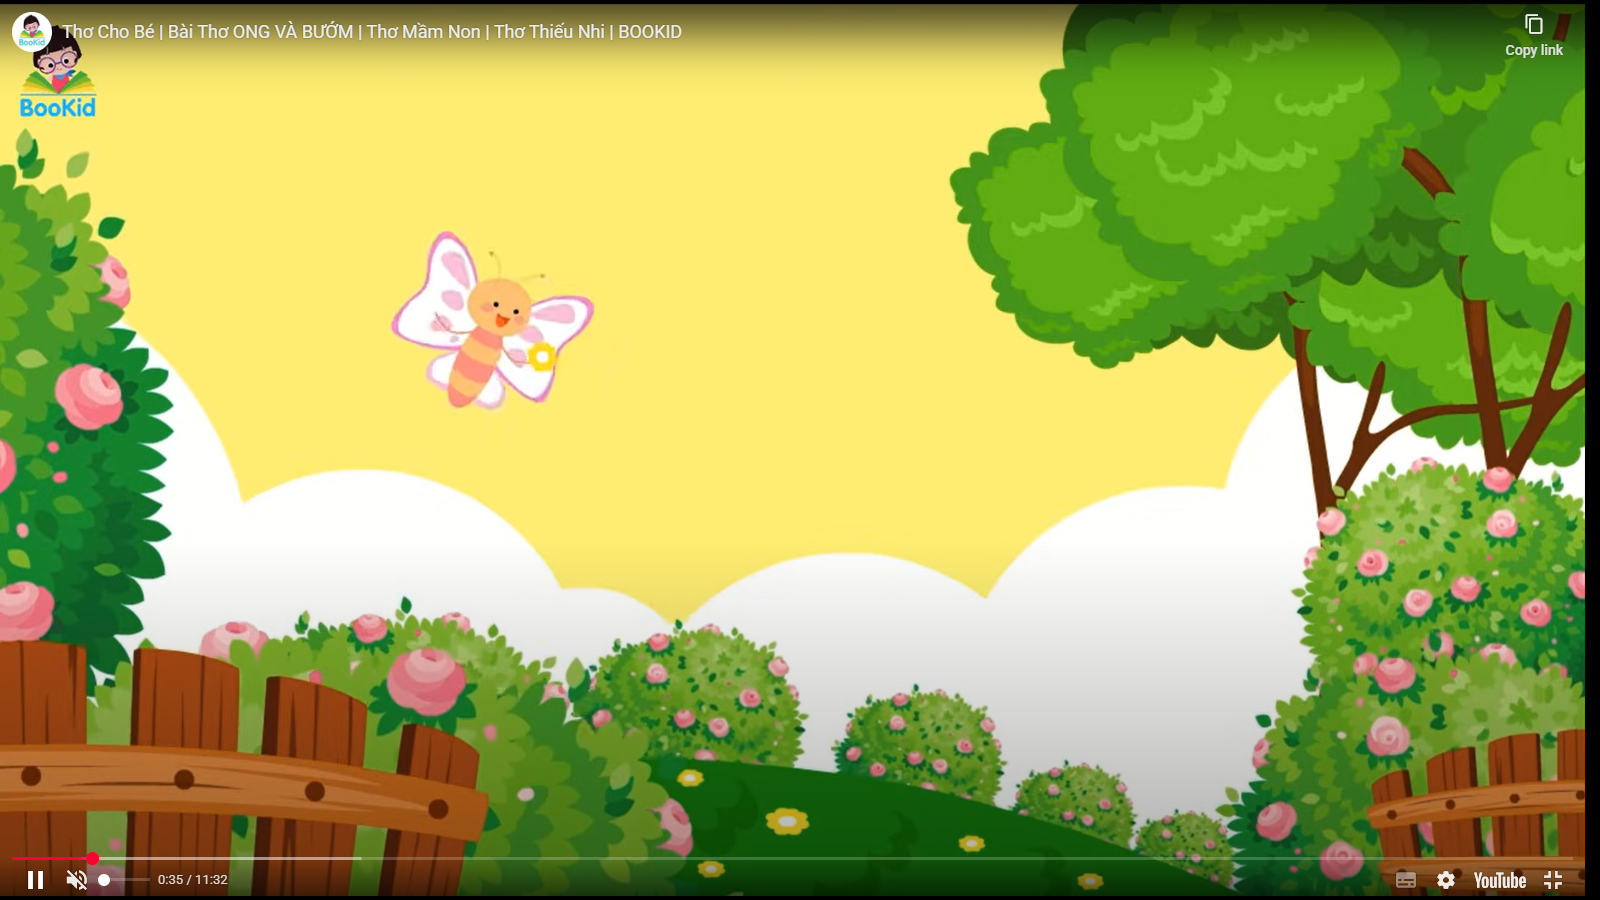 Thơ Cho Bé | Bài Thơ ONG VÀ BƯỚM | Thơ Mầm Non | Thơ Thiếu Nhi | BOOKID
Copy link
BooKid
BooKid
0:35 / 11:32
YouTube